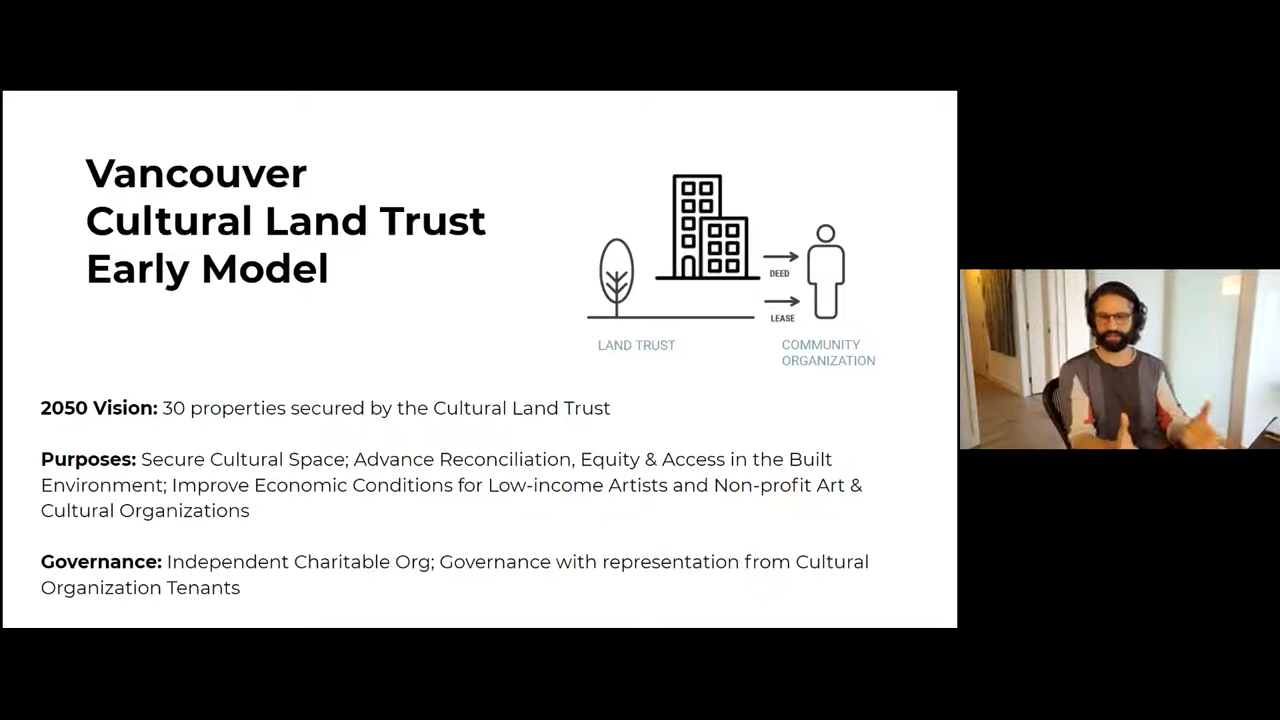 Vancouver
Cultural Land Trust
Early Model
DEED
LEASE
LAND TRUST
COMMUNITY
ORGANIZATION
2050 Vision: 30 properties secured by the Cultural Land Trust
Purposes: Secure Cultural Space; Advance Reconciliation, Equity & Access in the Built
Environment; Improve Economic Conditions for Low-income Artists and Non-profit Art &
Cultural Organizations
Governance: Independent Charitable Org; Governance with representation from Cultural
Organization Tenants